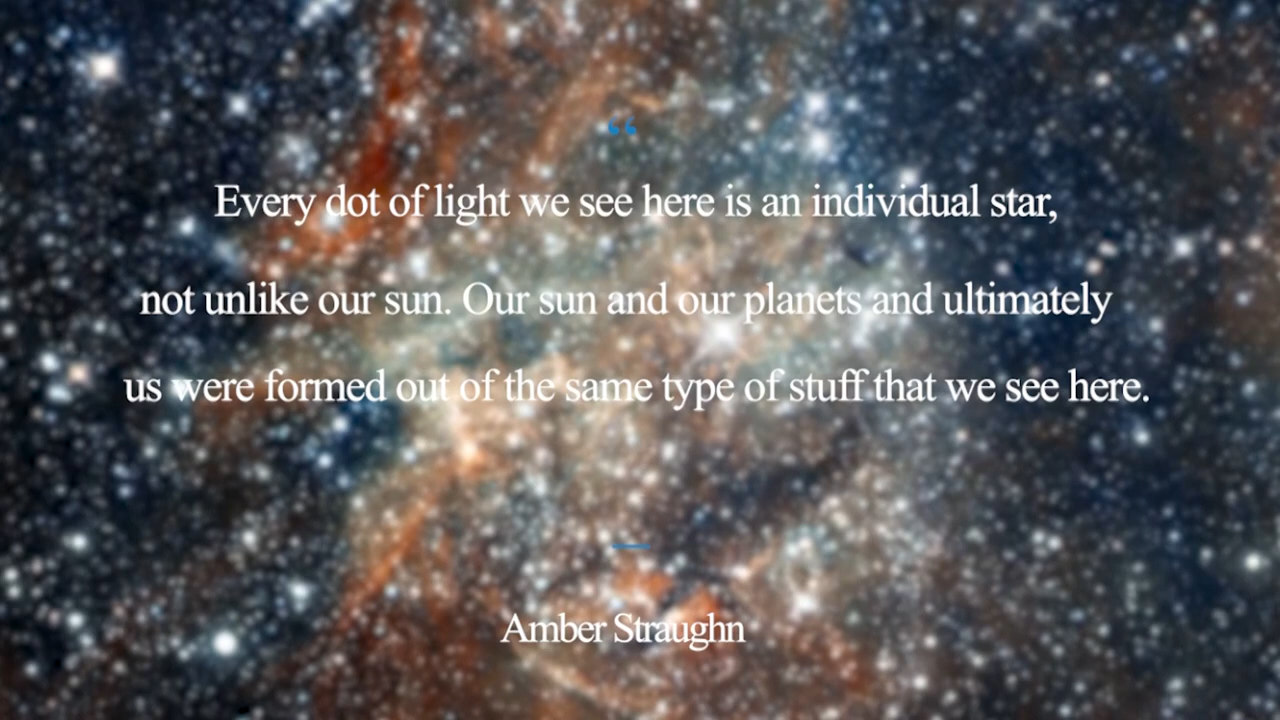 “
Every dot of light we see here is an individual star,
not unlike our sun. Our sun and our planets and ultimately
us were formed out of the same type of stuff that we see here.
—
Amber Straughn